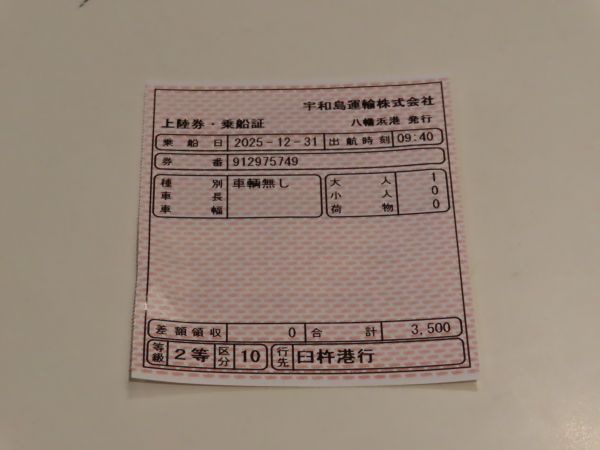 宇和島運輸株式会社
上陸券・乗船証 八幡浜港 発行
乗船日 2025-12-31 出航時刻 09:40
券番 912975749
種別 車輌無し 大人 1
車長 小人 0
車幅 荷物 0
差額領収 0 合計 3,500
等級 2等 区分 10 行先 臼杵港行